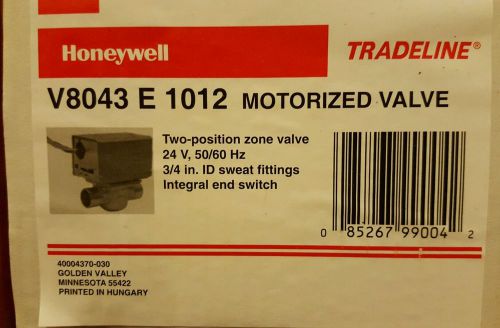 Honeywell
TRADELINE®
V8043 E 1012 MOTORIZED VALVE
Two-position zone valve
24 V, 50/60 Hz
3/4 in. ID sweat fittings
Integral end switch
0 85267 99004 2
40004370-030
GOLDEN VALLEY
MINNESOTA 55422
PRINTED IN HUNGARY